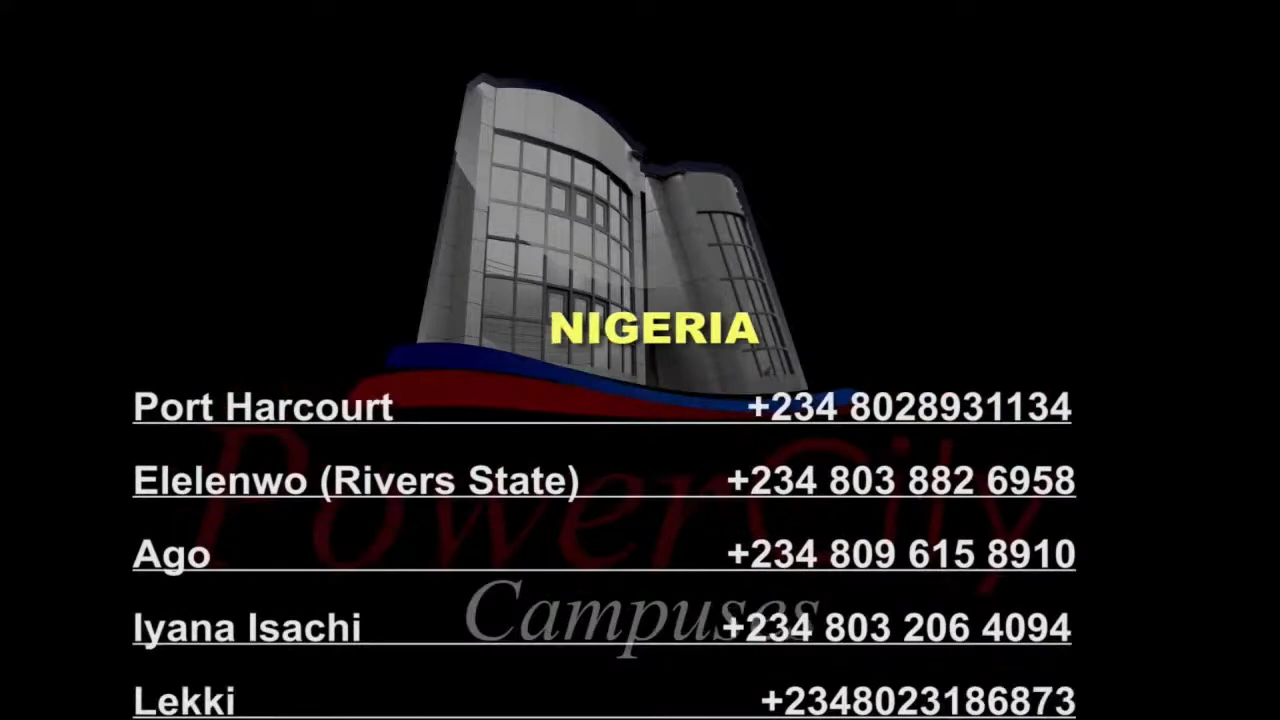 NIGERIA
Port Harcourt +234 8028931134
Elelenwo (Rivers State) +234 803 882 6958
PowerCity
Ago +234 809 615 8910
Campuses
Iyana Isachi +234 803 206 4094
Lekki +2348023186873